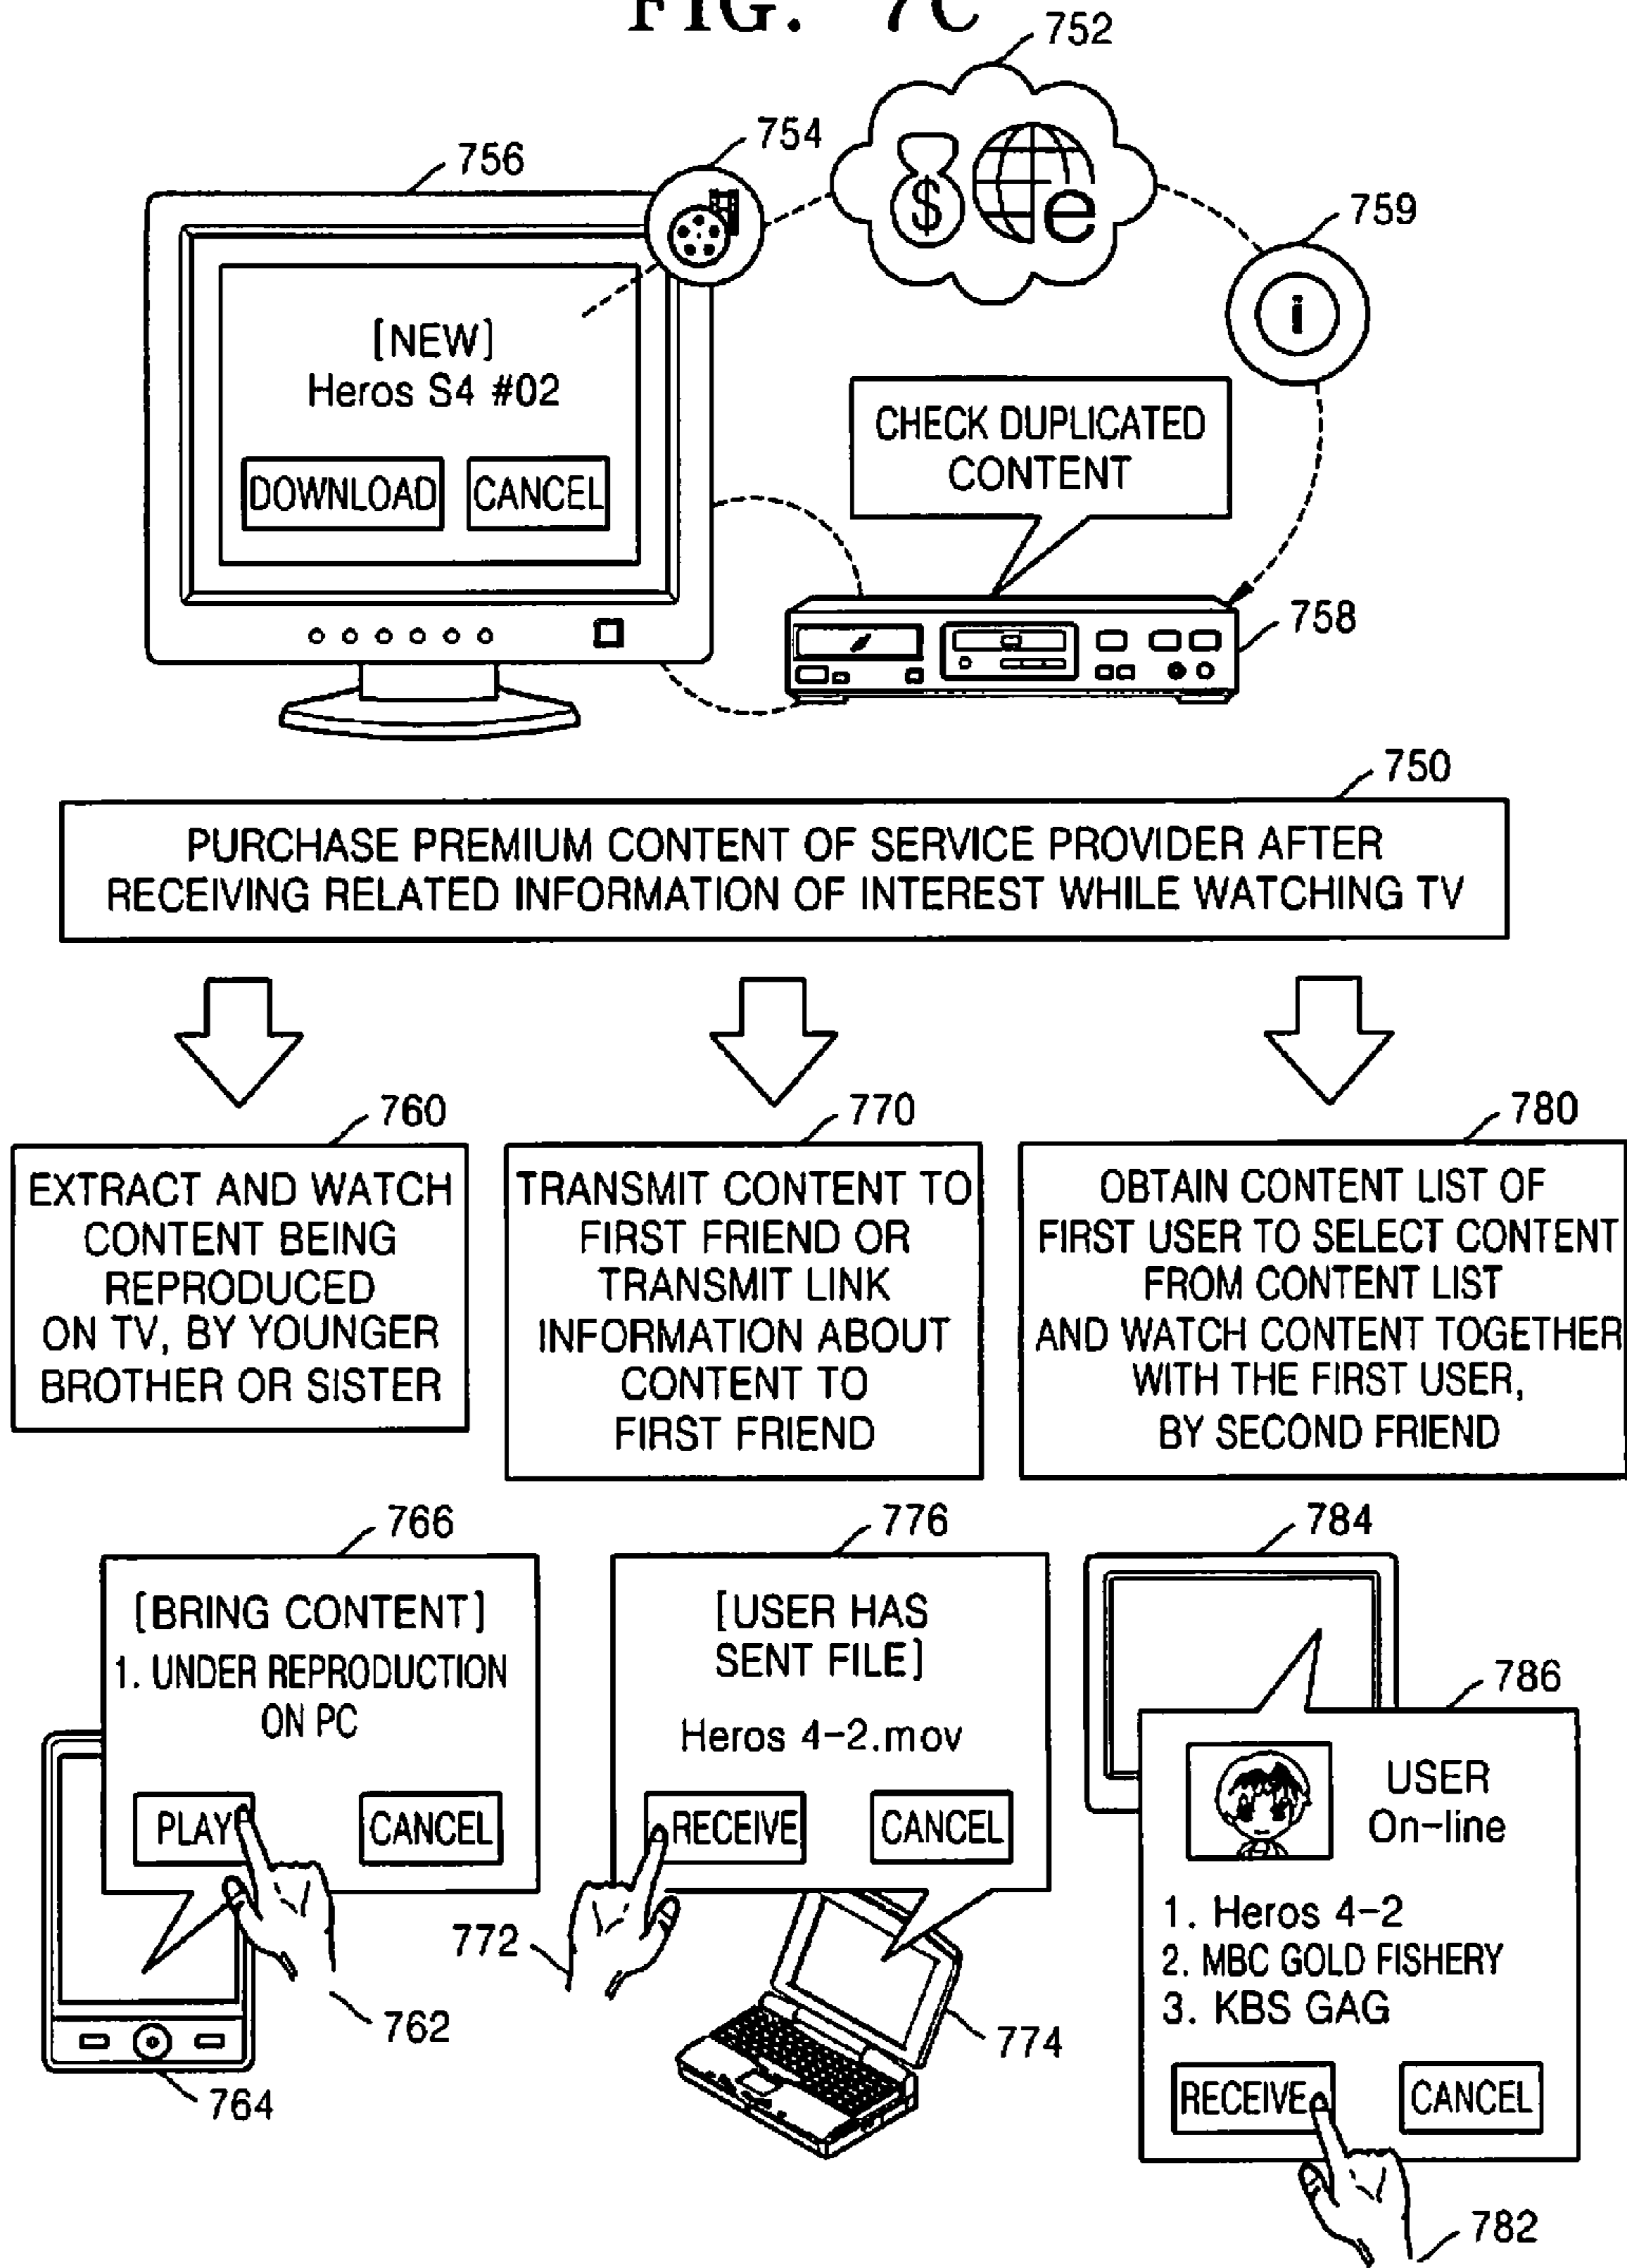 FIG. 7C
752
754
756
$
e
759
i
[NEW]
Heros S4 #02
DOWNLOAD
CANCEL
CHECK DUPLICATED
CONTENT
758
750
PURCHASE PREMIUM CONTENT OF SERVICE PROVIDER AFTER
RECEIVING RELATED INFORMATION OF INTEREST WHILE WATCHING TV
760
EXTRACT AND WATCH
CONTENT BEING
REPRODUCED
ON TV, BY YOUNGER
BROTHER OR SISTER
770
TRANSMIT CONTENT TO
FIRST FRIEND OR
TRANSMIT LINK
INFORMATION ABOUT
CONTENT TO
FIRST FRIEND
780
OBTAIN CONTENT LIST OF
FIRST USER TO SELECT CONTENT
FROM CONTENT LIST
AND WATCH CONTENT TOGETHER
WITH THE FIRST USER,
BY SECOND FRIEND
766
[BRING CONTENT]
1. UNDER REPRODUCTION
ON PC
PLAY
CANCEL
762
764
776
[USER HAS
SENT FILE]
Heros 4-2.mov
RECEIVE
CANCEL
772
774
784
786
USER
On-line
1. Heros 4-2
2. MBC GOLD FISHERY
3. KBS GAG
RECEIVE
CANCEL
782